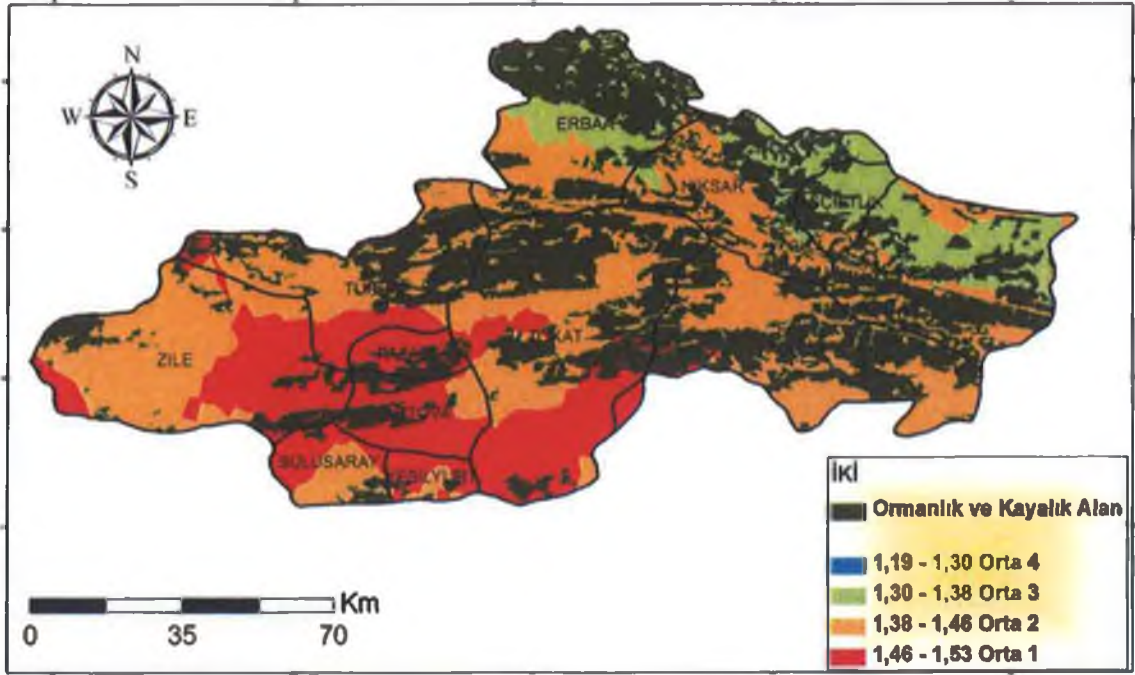 N
W E
S
ERBAA
NİKSAR
ZILE
SULUSARAY
İKİ
Ormanlık ve Kayalık Alan
1,19 - 1,30 Orta 4
1,30 - 1,38 Orta 3
1,38 - 1,46 Orta 2
1,46 - 1,53 Orta 1
Km
0 35 70